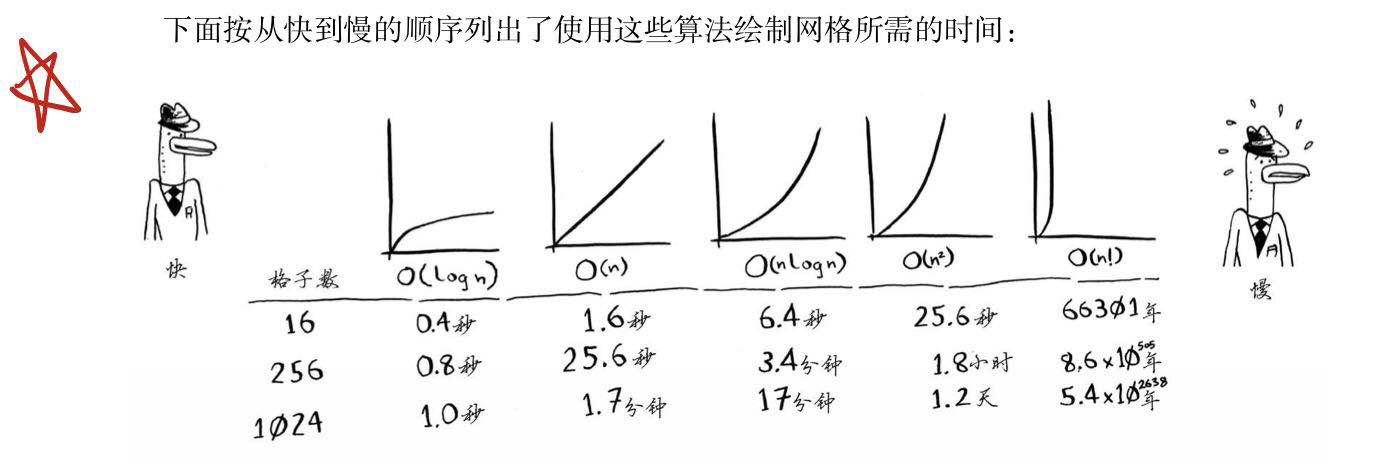 下面按从快到慢的顺序列出了使用这些算法绘制网格所需的时间：
快
慢
格子数 O(log n) O(n) O(n log n) O(n²) O(n!)
16 0.4秒 1.6秒 6.4秒 25.6秒 66301年
256 0.8秒 25.6秒 3.4分钟 1.8小时 8.6×10⁵⁰⁵年
1024 1.0秒 1.7分钟 17分钟 1.2天 5.4×10²⁶³⁸年